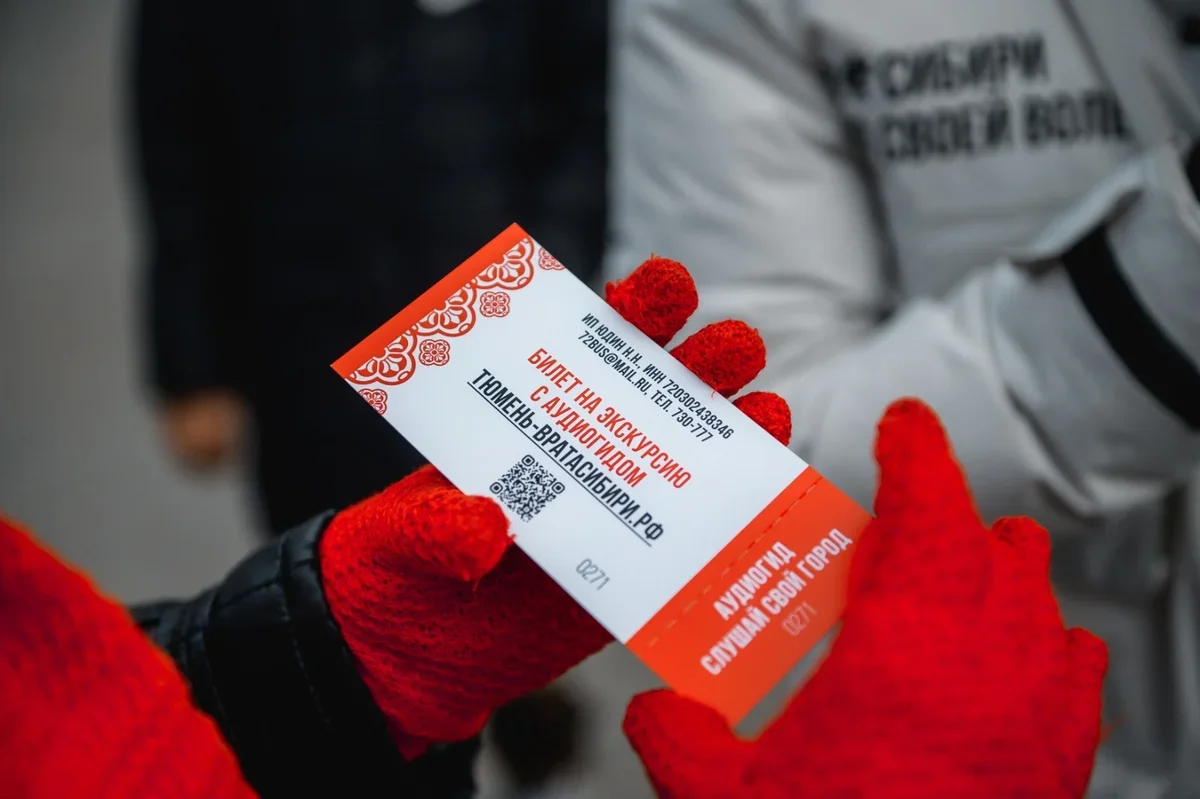 ИП ЮДИН Н.Н., ИНН 720302438346
72BUS@MAIL.RU, ТЕЛ. 730-777
БИЛЕТ НА ЭКСКУРСИЮ
С АУДИОГИДОМ
ТЮМЕНЬ-ВРАТАСИБИРИ.РФ
0271
АУДИОГИД
СЛУШАЙ СВОЙ ГОРОД
0271
СИБИРИ
СВОЕЙ